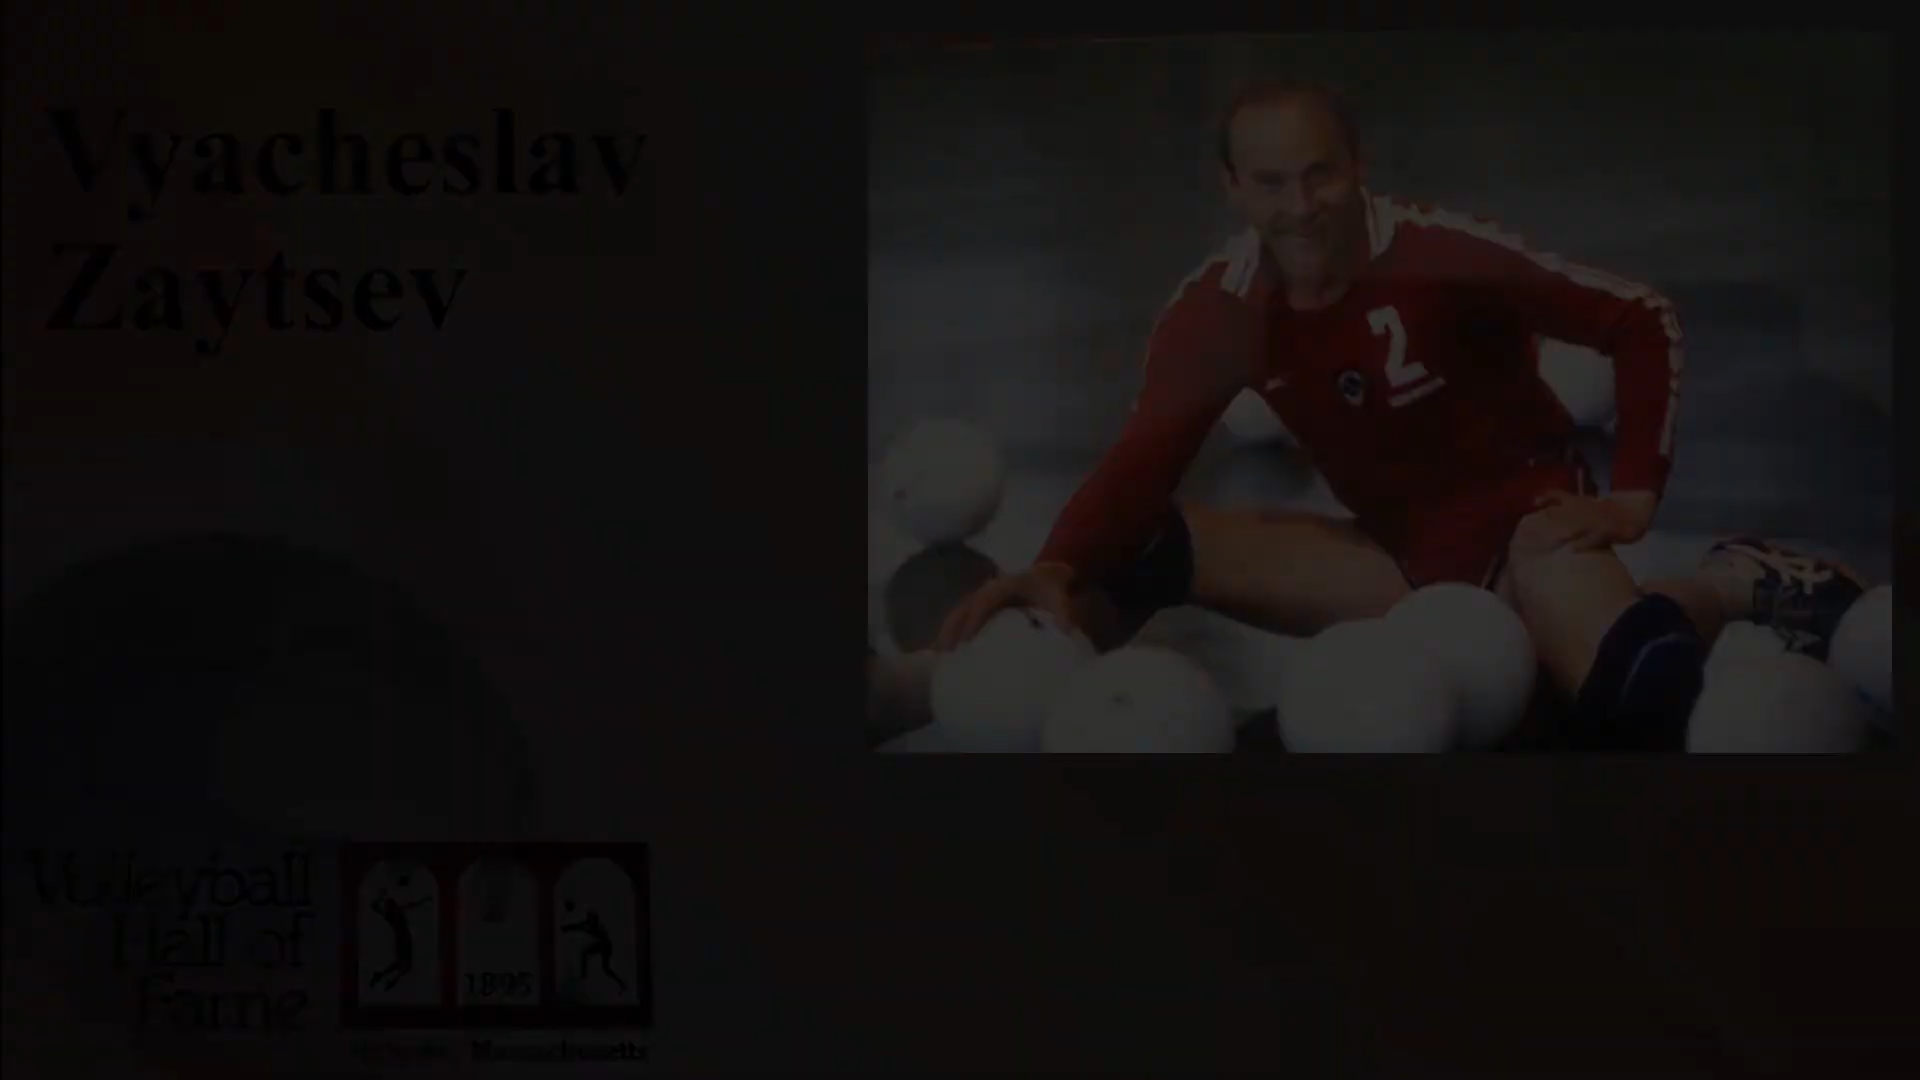 Vyacheslav
Zaytsev
2
Volleyball
Hall of
Fame
1895
Massachusetts